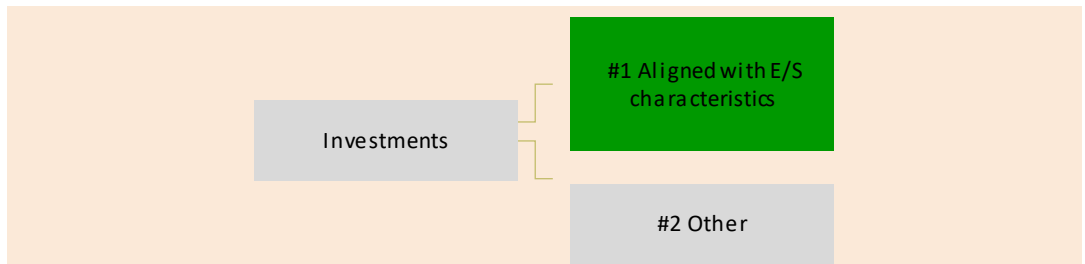 #1 Aligned with E/S
characteristics
Investments
#2 Other